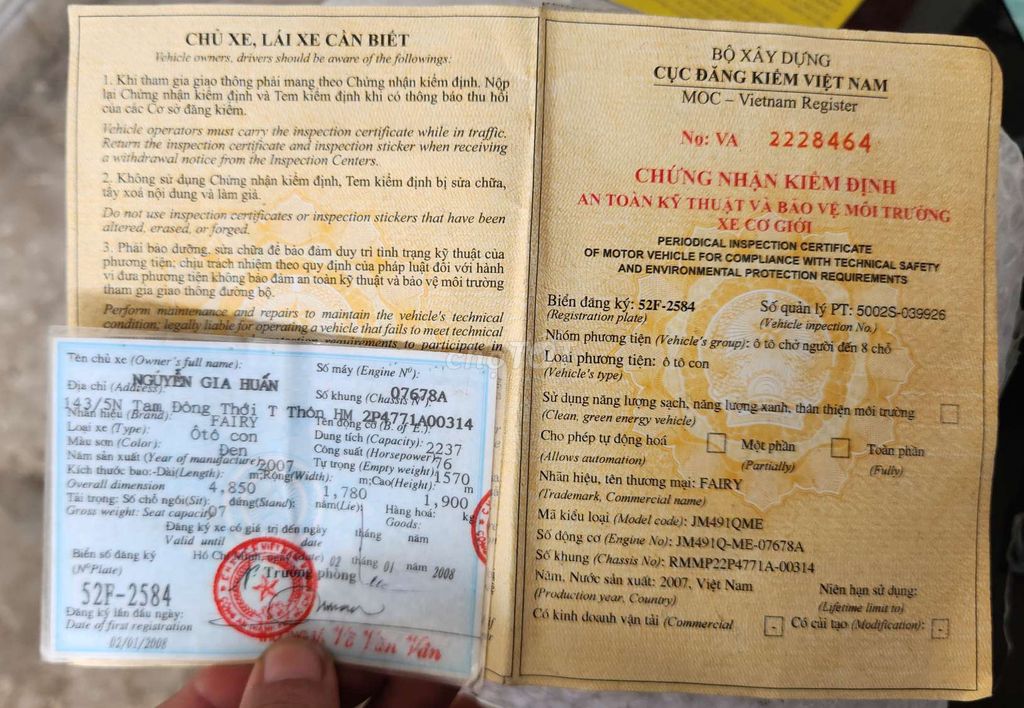 CHỦ XE, LÁI XE CẦN BIẾT
Vehicle owners, drivers should be aware of the followings:
1. Khi tham gia giao thông phải mang theo Chứng nhận kiểm định. Nộp
lại Chứng nhận kiểm định và Tem kiểm định khi có thông báo thu hồi
của các Cơ sở đăng kiểm.
Vehicle operators must carry the inspection certificate while in traffic.
Return the inspection certificate and inspection sticker when receiving
a withdrawal notice from the Inspection Centers.
2. Không sử dụng Chứng nhận kiểm định, Tem kiểm định bị sửa chữa,
tẩy xoá nội dung và làm giả.
Do not use inspection certificates or inspection stickers that have been
altered, erased, or forged.
3. Phải bảo dưỡng, sửa chữa để bảo đảm duy trì tình trạng kỹ thuật của
phương tiện; chịu trách nhiệm theo quy định của pháp luật đối với hành
vi đưa phương tiện không bảo đảm an toàn kỹ thuật và bảo vệ môi trường
tham gia giao thông đường bộ.
Perform maintenance and repairs to maintain the vehicle's technical
condition; legally liable for operating a vehicle that fails to meet technical
protection requirements to participate in
Tên chủ xe (Owner's full name):
NGUYỄN GIA HUẤN
Địa chỉ (Address):
143/5N Tam Đông Thới T Thôn HM
Nhãn hiệu (Brand): FAIRY
Loại xe (Type): Ôtô con
Màu sơn (Color): Đen
Năm sản xuất (Year of manufacture) 2007
Số máy (Engine Nº):
07678A
Số khung (Chassis Nº):
2P4771A00314
Tên động cơ (B. of E.):
Dung tích (Capacity): 2237
Công suất (Horsepower) 76
Tự trọng (Empty weight) 1570
Kích thước bao: Dài(Length): m; Rộng(Width): m; Cao(Height): m
Overall dimension 4,850 1,780 1,900
Tải trọng: Số chỗ ngồi(Sit): đứng(Stand): nằm(Lie): Hàng hoá: kg
Gross weight: Seat capacity 07 Goods:
Đăng ký xe có giá trị đến ngày tháng năm
Valid until date
Biển số đăng ký
(NºPlate)
52F-2584
Hồ Chí Minh, ngày (date) 02 tháng 01 năm 2008
Trưởng phòng
Đăng ký lần đầu ngày:
Date of first registration
02/01/2008
Võ Văn Vân
BỘ XÂY DỰNG
CỤC ĐĂNG KIỂM VIỆT NAM
MOC – Vietnam Register
No: VA 2228464
CHỨNG NHẬN KIỂM ĐỊNH
AN TOÀN KỸ THUẬT VÀ BẢO VỆ MÔI TRƯỜNG
XE CƠ GIỚI
PERIODICAL INSPECTION CERTIFICATE
OF MOTOR VEHICLE FOR COMPLIANCE WITH TECHNICAL SAFETY
AND ENVIRONMENTAL PROTECTION REQUIREMENTS
Biển đăng ký: 52F-2584 Số quản lý PT: 5002S-039926
(Registration plate) (Vehicle inspection No.)
Nhóm phương tiện (Vehicle's group): ô tô chở người đến 8 chỗ
Loại phương tiện: ô tô con
(Vehicle's type)
Sử dụng năng lượng sạch, năng lượng xanh, thân thiện môi trường
(Clean, green energy vehicle)
Cho phép tự động hoá Một phần Toàn phần
(Allows automation) (Partially) (Fully)
Nhãn hiệu, tên thương mại: FAIRY
(Trademark, Commercial name)
Mã kiểu loại (Model code): JM491QME
Số động cơ (Engine No): JM491Q-ME-07678A
Số khung (Chassis No): RMMP22P4771A-00314
Năm, Nước sản xuất: 2007, Việt Nam Niên hạn sử dụng:
(Production year, Country) (Lifetime limit to)
Có kinh doanh vận tải (Commercial - Có cải tạo (Modification): -